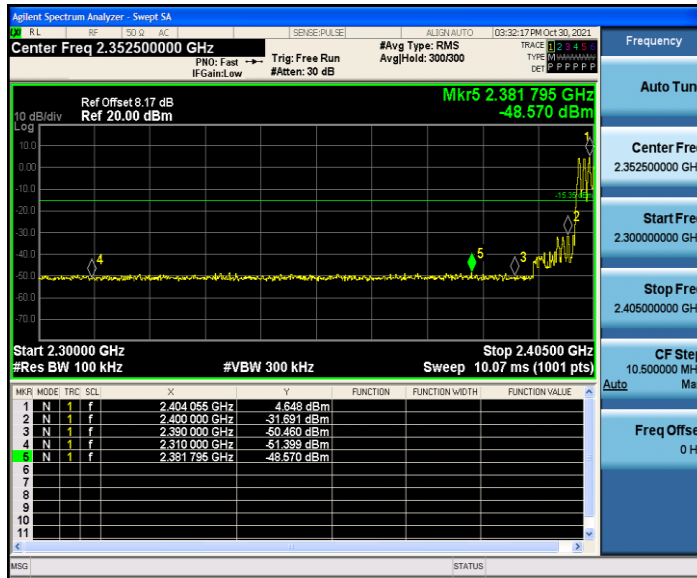 Agilent Spectrum Analyzer - Swept SA
RL RF 50 Ω AC SENSE:PULSE ALIGN AUTO 03:32:17 PM Oct 30, 2021
Center Freq 2.352500000 GHz
PNO: Fast
IFGain:Low
Trig: Free Run
#Atten: 30 dB
#Avg Type: RMS
Avg|Hold: 300/300
TRACE 1 2 3 4 5 6
TYPE M
DET P P P P P P
Frequency
Auto Tun
Center Fre
2.352500000 GH
Start Fre
2.300000000 GH
Stop Fre
2.405000000 GH
CF Step
10.500000 MH
Auto Ma
Freq Offse
0 H
Mkr5 2.381 795 GHz
-48.570 dBm
Ref Offset 8.17 dB
10 dB/div Ref 20.00 dBm
Log
10.0
0.00
-10.0
-20.0
-30.0
-40.0
-50.0
-60.0
-70.0
1
2
3
4
5
Start 2.30000 GHz Stop 2.40500 GHz
#Res BW 100 kHz #VBW 300 kHz Sweep 10.07 ms (1001 pts)
MKR MODE TRC SCL X Y FUNCTION FUNCTION WIDTH FUNCTION VALUE
1 N 1 f 2.404 055 GHz 4.648 dBm
2 N 1 f 2.400 000 GHz -31.691 dBm
3 N 1 f 2.390 000 GHz -50.460 dBm
4 N 1 f 2.310 000 GHz -51.399 dBm
5 N 1 f 2.381 795 GHz -48.570 dBm
6
7
8
9
10
11
MSG STATUS